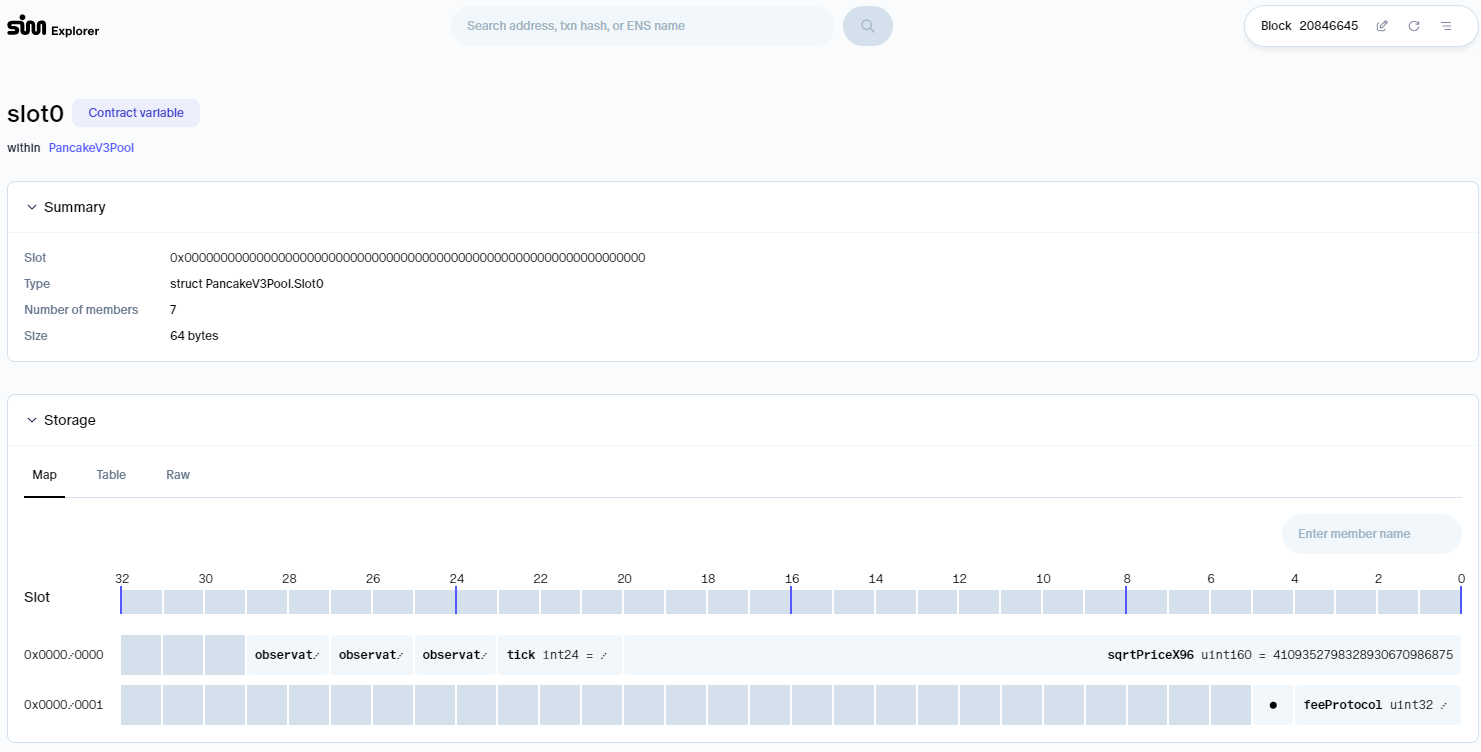 sim Explorer
Search address, txn hash, or ENS name
Block 20846645
slot0 Contract variable
within PancakeV3Pool
Summary
Slot 0x0000000000000000000000000000000000000000000000000000000000000000
Type struct PancakeV3Pool.Slot0
Number of members 7
Size 64 bytes
Storage
Map Table Raw
Enter member name
32 30 28 26 24 22 20 18 16 14 12 10 8 6 4 2 0
Slot
0x0000⋰0000 observat⋰ observat⋰ observat⋰ tick int24 = ⋰ sqrtPriceX96 uint160 = 4109352798328930670986875
0x0000⋰0001 feeProtocol uint32 ⋰